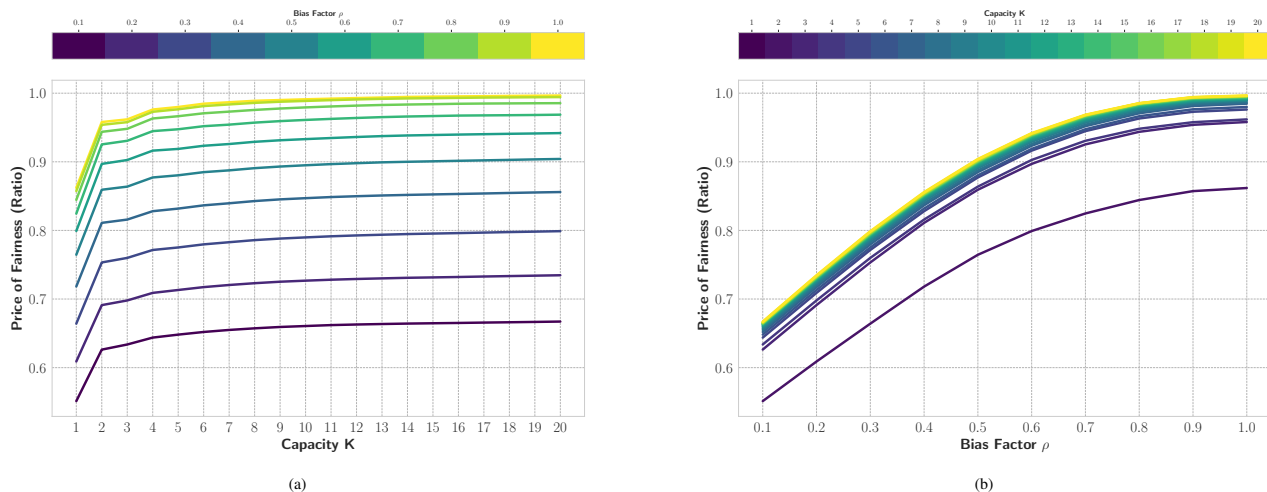 Bias Factor ρ
0.1 0.2 0.3 0.5 0.6 0.7 0.8 1.0
1.0
0.9
0.8
0.7
0.6
Price of Fairness (Ratio)
1 2 3 4 5 6 7 8 9 10 11 12 13 14 15 16 17 18 19 20
Capacity K
(a)
Capacity K
1 2 3 4 5 6 7 8 9 10 11 12 13 14 15 16 17 18 19 20
1.0
0.9
0.8
0.7
0.6
Price of Fairness (Ratio)
0.1 0.2 0.3 0.4 0.5 0.6 0.7 0.8 0.9 1.0
Bias Factor ρ
(b)